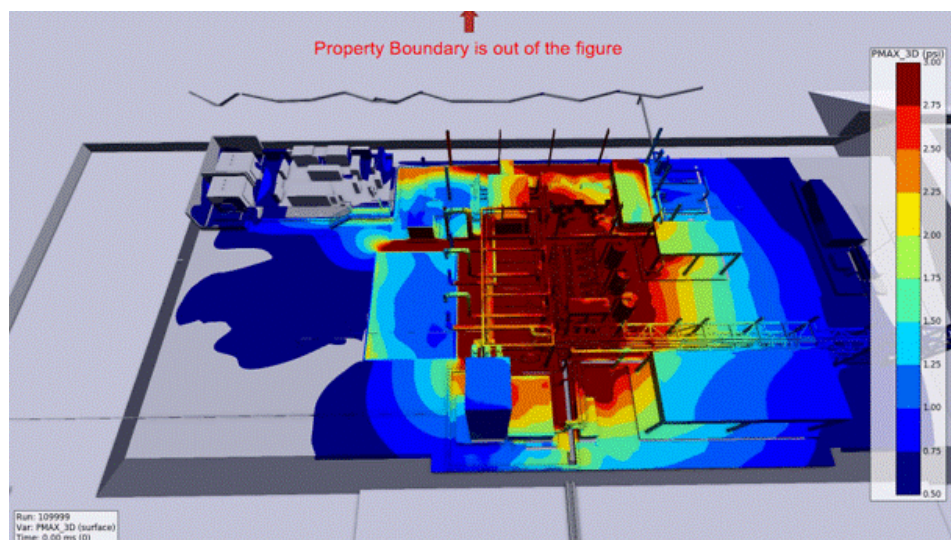 Property Boundary is out of the figure
PMAX_3D (psi)
3.00
2.75
2.50
2.25
2.00
1.75
1.50
1.25
1.00
0.75
0.50
Run: 109999
Var: PMAX_3D (surface)
Time: 0.00 ms (0)